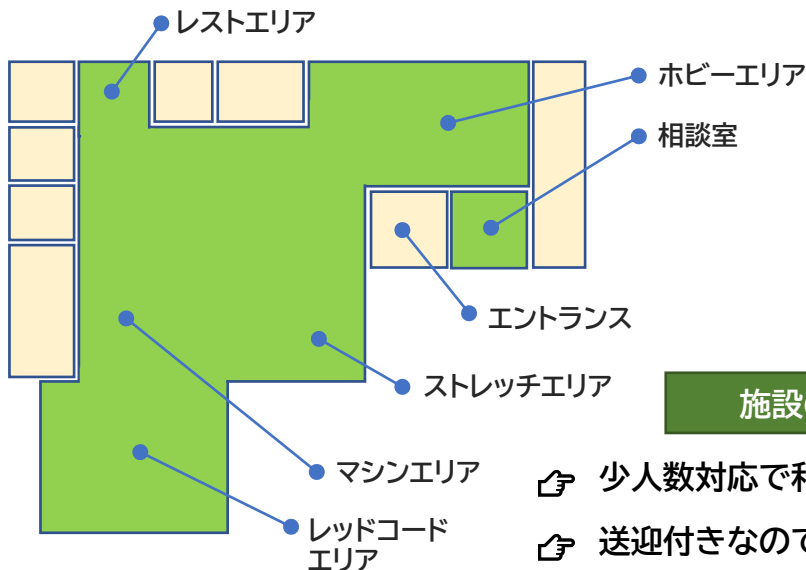 レストエリア
ホビーエリア
相談室
エントランス
ストレッチエリア
施設
マシンエリア
少人数対応で
レッドコード
エリア
送迎付きなので